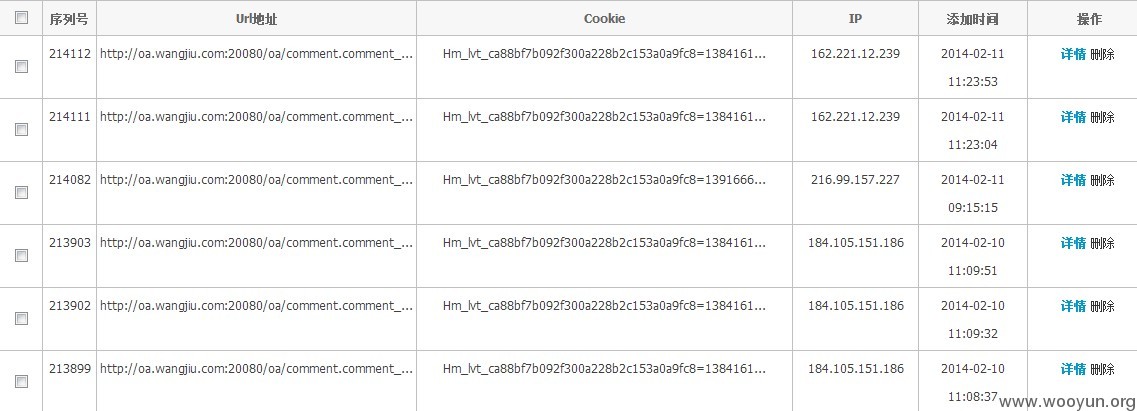 序列号 Url地址 Cookie IP 添加时间 操作
214112 http://oa.wangjiu.com:20080/oa/comment.comment_... Hm_lvt_ca88bf7b092f300a228b2c153a0a9fc8=1384161... 162.221.12.239 2014-02-11 详情 删除
11:23:53
214111 http://oa.wangjiu.com:20080/oa/comment.comment_... Hm_lvt_ca88bf7b092f300a228b2c153a0a9fc8=1384161... 162.221.12.239 2014-02-11 详情 删除
11:23:04
214082 http://oa.wangjiu.com:20080/oa/comment.comment_... Hm_lvt_ca88bf7b092f300a228b2c153a0a9fc8=1391666... 216.99.157.227 2014-02-11 详情 删除
09:15:15
213903 http://oa.wangjiu.com:20080/oa/comment.comment_... Hm_lvt_ca88bf7b092f300a228b2c153a0a9fc8=1384161... 184.105.151.186 2014-02-10 详情 删除
11:09:51
213902 http://oa.wangjiu.com:20080/oa/comment.comment_... Hm_lvt_ca88bf7b092f300a228b2c153a0a9fc8=1384161... 184.105.151.186 2014-02-10 详情 删除
11:09:32
213899 http://oa.wangjiu.com:20080/oa/comment.comment_... Hm_lvt_ca88bf7b092f300a228b2c153a0a9fc8=1384161... 184.105.151.186 2014-02-10 详情 删除
11:08:37
www.wooyun.org